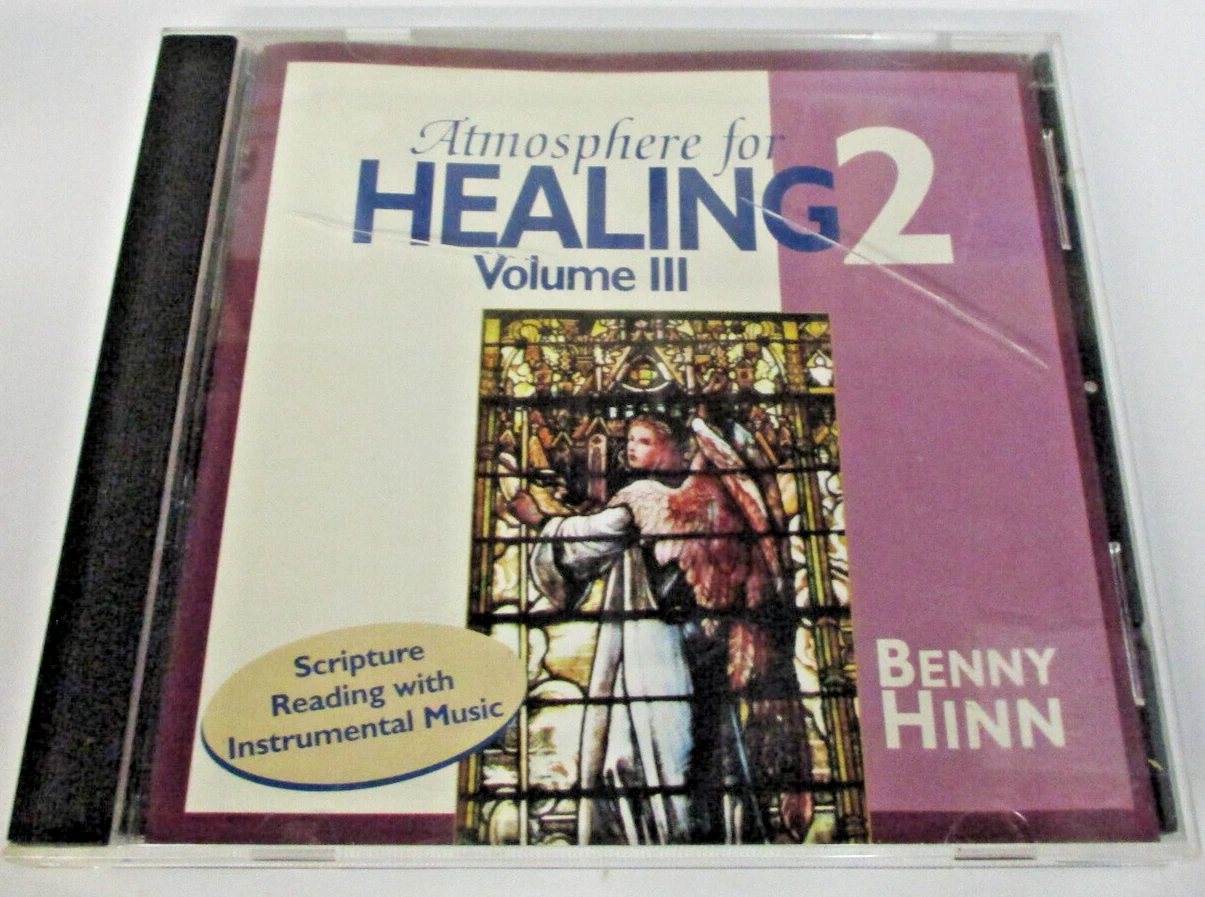 Atmosphere for
HEALING 2
Volume III
Scripture
Reading with
Instrumental Music
BENNY
HINN